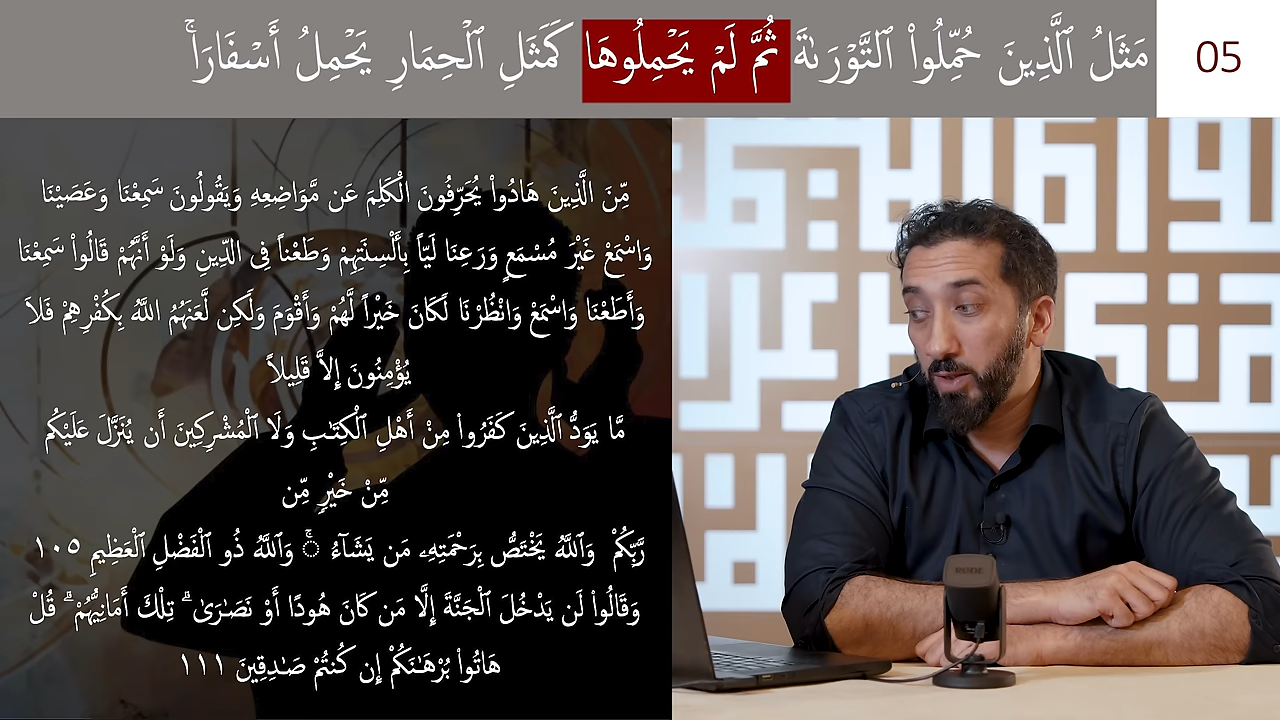 مَثَلُ ٱلَّذِينَ حُمِّلُوا۟ ٱلتَّوْرَىٰةَ ثُمَّ لَمْ يَحْمِلُوهَا كَمَثَلِ ٱلْحِمَارِ يَحْمِلُ أَسْفَارًۢا ۚ
05
مِّنَ الَّذِينَ هَادُواْ يُحَرِّفُونَ الْكَلِمَ عَن مَّوَاضِعِهِ وَيَقُولُونَ سَمِعْنَا وَعَصَيْنَا
وَاسْمَعْ غَيْرَ مُسْمَعٍ وَرَعِنَا لَيّاً بِأَلْسِنَتِهِمْ وَطَعْناً فِى الدِّينِ وَلَوْ أَنَّهُمْ قَالُواْ سَمِعْنَا
وَأَطَعْنَا وَاسْمَعْ وَانْظُرْنَا لَكَانَ خَيْراً لَّهُمْ وَأَقْوَمَ وَلَكِن لَّعَنَهُمُ اللَّهُ بِكُفْرِهِمْ فَلاَ
يُؤْمِنُونَ إِلاَّ قَلِيلاً
مَّا يَوَدُّ ٱلَّذِينَ كَفَرُوا۟ مِنْ أَهْلِ ٱلْكِتَـٰبِ وَلَا ٱلْمُشْرِكِينَ أَن يُنَزَّلَ عَلَيْكُم
مِّنْ خَيْرٍ مِّن
رَّبِّكُمْ وَٱللَّهُ يَخْتَصُّ بِرَحْمَتِهِۦ مَن يَشَآءُ ۚ وَٱللَّهُ ذُو ٱلْفَضْلِ ٱلْعَظِيمِ ١٠٥
وَقَالُوا۟ لَن يَدْخُلَ ٱلْجَنَّةَ إِلَّا مَن كَانَ هُودًا أَوْ نَصَـٰرَىٰ ۗ تِلْكَ أَمَانِيُّهُمْ ۗ قُلْ
هَاتُوا۟ بُرْهَـٰنَكُمْ إِن كُنتُمْ صَـٰدِقِينَ ١١١
RODE